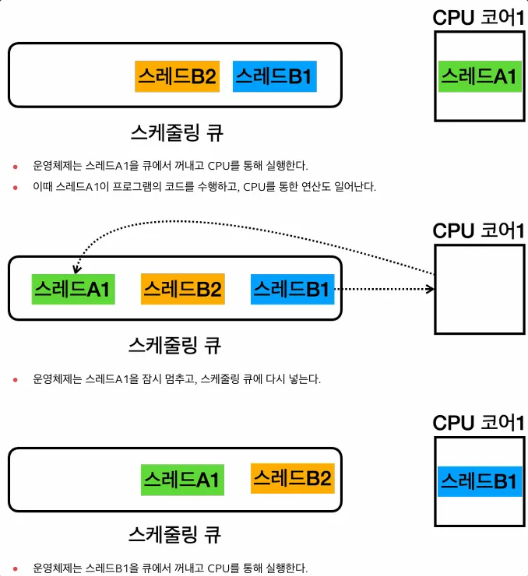 CPU 코어1
스레드B2 스레드B1 스레드A1
스케줄링 큐
운영체제는 스레드A1을 큐에서 꺼내고 CPU를 통해 실행한다.
이때 스레드A1이 프로그램의 코드를 수행하고, CPU를 통한 연산도 일어난다.
CPU 코어1
스레드A1 스레드B2 스레드B1
스케줄링 큐
운영체제는 스레드A1을 잠시 멈추고, 스케줄링 큐에 다시 넣는다.
CPU 코어1
스레드A1 스레드B2 스레드B1
스케줄링 큐
운영체제는 스레드B1을 큐에서 꺼내고 CPU를 통해 실행한다.